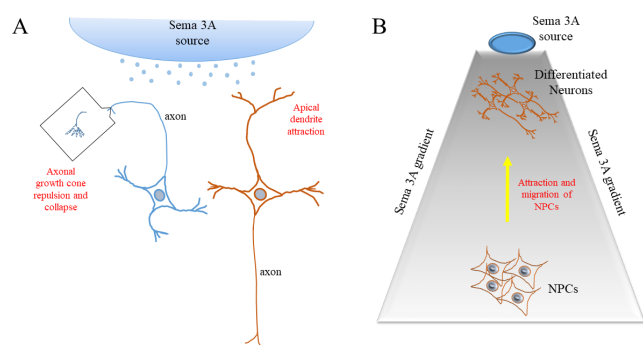 A
Sema 3A
source
axon
Apical
dendrite
attraction
Axonal
growth cone
repulsion and
collapse
axon
B
Sema 3A
source
Differentiated
Neurons
Sema 3A gradient
Sema 3A gradient
Attraction and
migration of
NPCs
NPCs